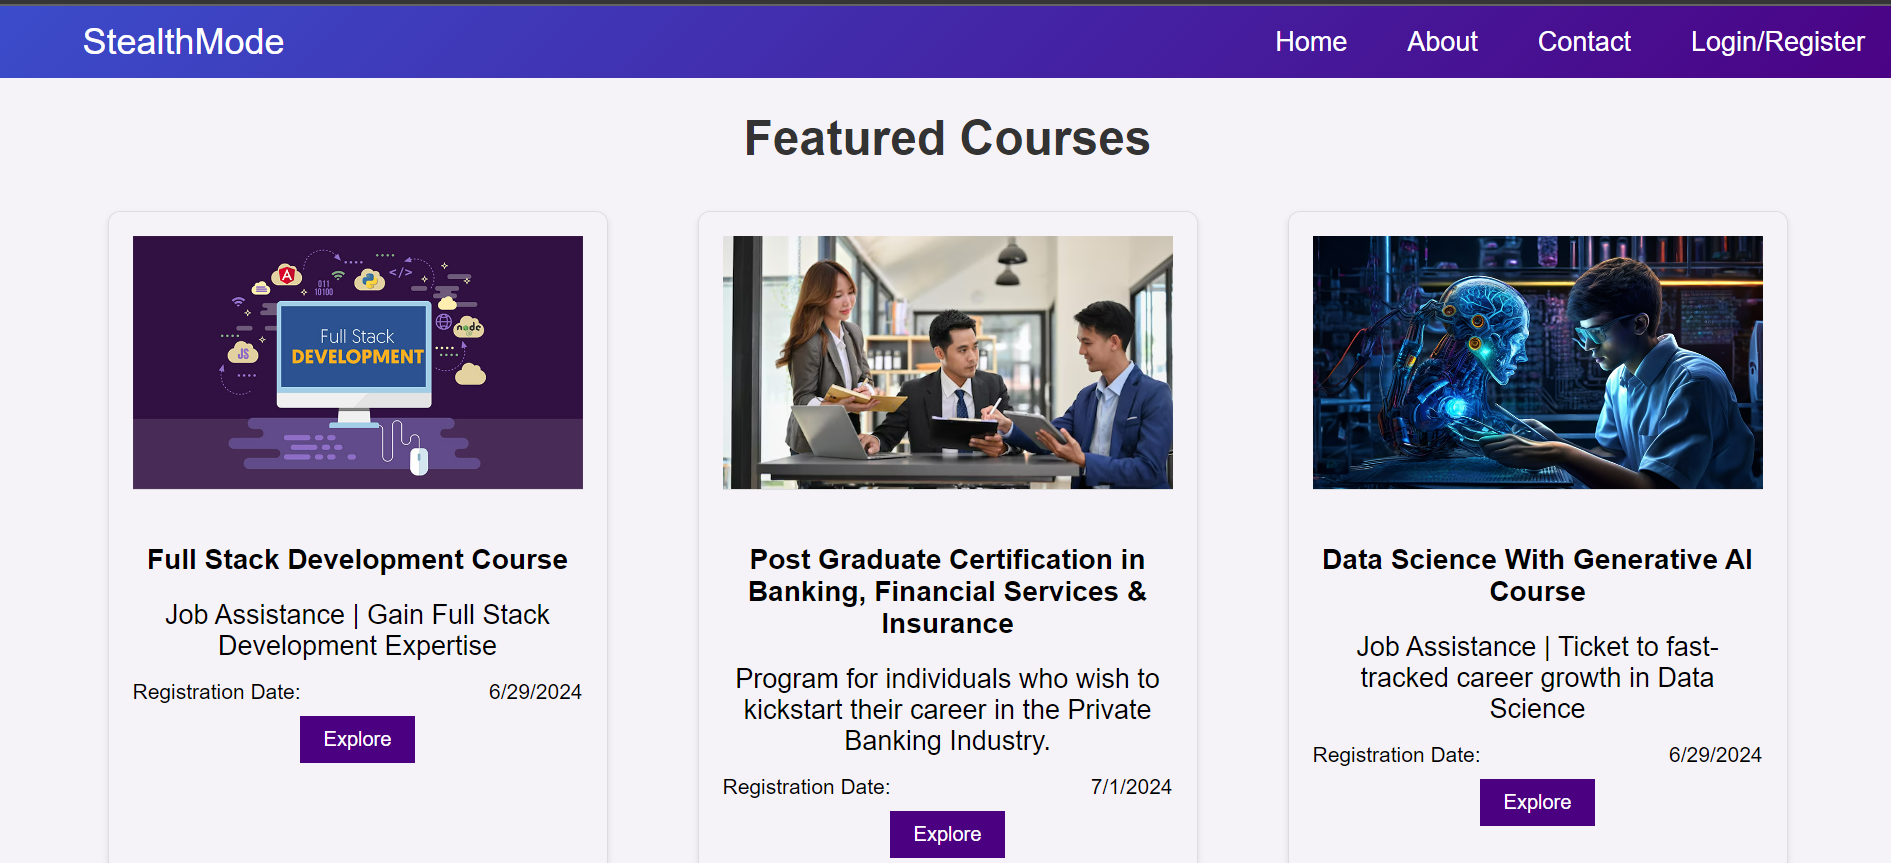 StealthMode
Home About Contact Login/Register
Featured Courses
011
10100
</>
JS
node
Full Stack
DEVELOPMENT
Full Stack Development Course
Job Assistance | Gain Full Stack
Development Expertise
Registration Date: 6/29/2024
Explore
Post Graduate Certification in
Banking, Financial Services &
Insurance
Program for individuals who wish to
kickstart their career in the Private
Banking Industry.
Registration Date: 7/1/2024
Explore
Data Science With Generative AI
Course
Job Assistance | Ticket to fast-
tracked career growth in Data
Science
Registration Date: 6/29/2024
Explore